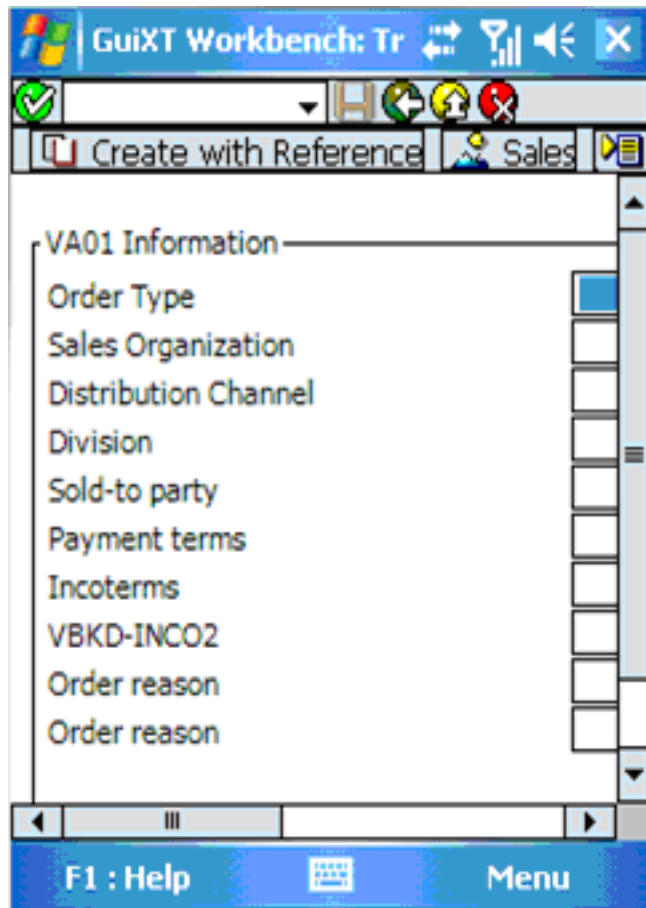 GuiXT Workbench: Tr
Create with Reference Sales
VA01 Information
Order Type
Sales Organization
Distribution Channel
Division
Sold-to party
Payment terms
Incoterms
VBKD-INCO2
Order reason
Order reason
F1 : Help Menu